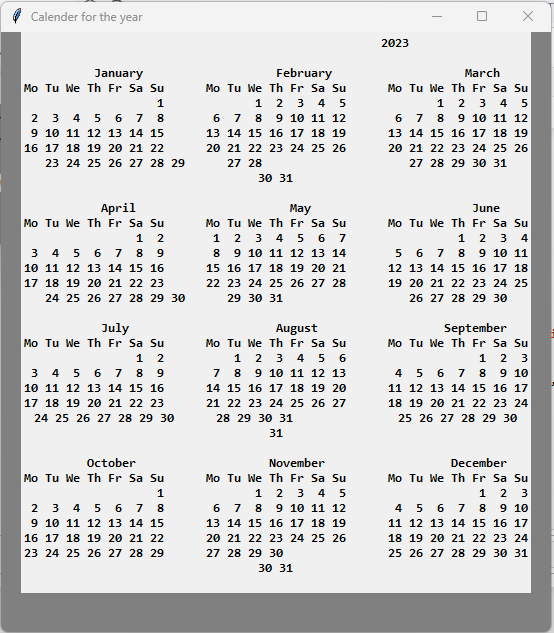 Calender for the year
2023
January February March
Mo Tu We Th Fr Sa Su Mo Tu We Th Fr Sa Su Mo Tu We Th Fr Sa Su
1 1 2 3 4 5 1 2 3 4 5
2 3 4 5 6 7 8 6 7 8 9 10 11 12 6 7 8 9 10 11 12
9 10 11 12 13 14 15 13 14 15 16 17 18 19 13 14 15 16 17 18 19
16 17 18 19 20 21 22 20 21 22 23 24 25 26 20 21 22 23 24 25 26
23 24 25 26 27 28 29 27 28 27 28 29 30 31
30 31
April May June
Mo Tu We Th Fr Sa Su Mo Tu We Th Fr Sa Su Mo Tu We Th Fr Sa Su
1 2 1 2 3 4 5 6 7 1 2 3 4
3 4 5 6 7 8 9 8 9 10 11 12 13 14 5 6 7 8 9 10 11
10 11 12 13 14 15 16 15 16 17 18 19 20 21 12 13 14 15 16 17 18
17 18 19 20 21 22 23 22 23 24 25 26 27 28 19 20 21 22 23 24 25
24 25 26 27 28 29 30 29 30 31 26 27 28 29 30
July August September
Mo Tu We Th Fr Sa Su Mo Tu We Th Fr Sa Su Mo Tu We Th Fr Sa Su
1 2 1 2 3 4 5 6 1 2 3
3 4 5 6 7 8 9 7 8 9 10 11 12 13 4 5 6 7 8 9 10
10 11 12 13 14 15 16 14 15 16 17 18 19 20 11 12 13 14 15 16 17
17 18 19 20 21 22 23 21 22 23 24 25 26 27 18 19 20 21 22 23 24
24 25 26 27 28 29 30 28 29 30 31 25 26 27 28 29 30
31
October November December
Mo Tu We Th Fr Sa Su Mo Tu We Th Fr Sa Su Mo Tu We Th Fr Sa Su
1 1 2 3 4 5 1 2 3
2 3 4 5 6 7 8 6 7 8 9 10 11 12 4 5 6 7 8 9 10
9 10 11 12 13 14 15 13 14 15 16 17 18 19 11 12 13 14 15 16 17
16 17 18 19 20 21 22 20 21 22 23 24 25 26 18 19 20 21 22 23 24
23 24 25 26 27 28 29 27 28 29 30 25 26 27 28 29 30 31
30 31